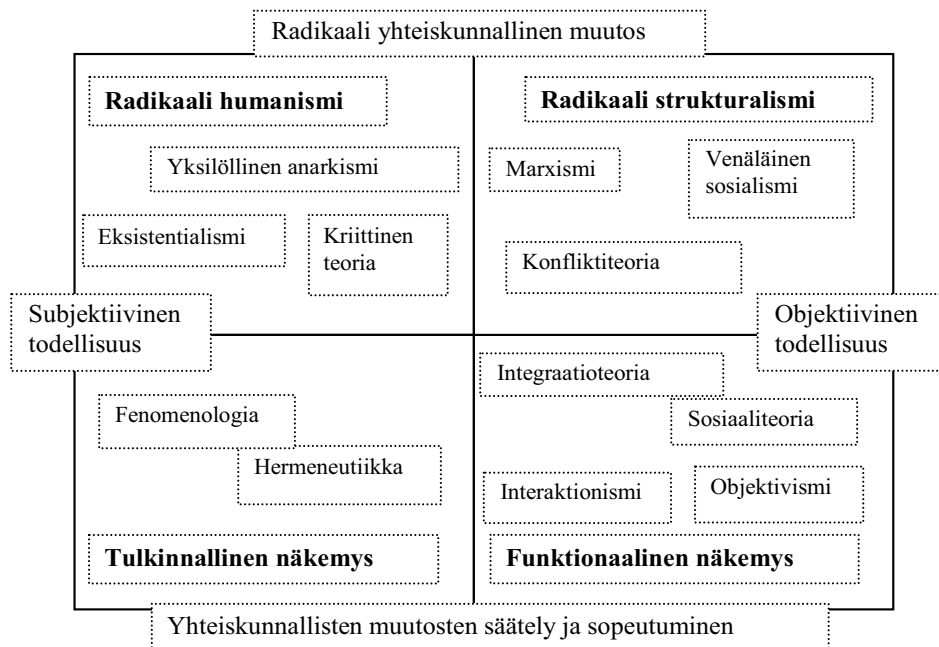 Radikaali yhteiskunnallinen muutos
Radikaali humanismi
Radikaali strukturalismi
Yksilöllinen anarkismi
Marxismi
Venäläinen
sosialismi
Eksistentialismi
Kriittinen
teoria
Konfliktiteoria
Subjektiivinen
todellisuus
Objektiivinen
todellisuus
Integraatioteoria
Fenomenologia
Sosiaaliteoria
Hermeneutiikka
Interaktionismi
Objektivismi
Tulkinnallinen näkemys
Funktionaalinen näkemys
Yhteiskunnallisten muutosten säätely ja sopeutuminen